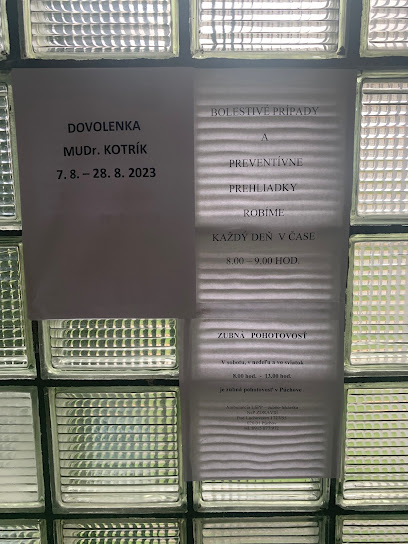 DOVOLENKA
MUDr. KOTRÍK
7. 8. – 28. 8. 2023
BOLESTIVÉ PRÍPADY
A
PREVENTÍVNE
PREHLIADKY
ROBÍME
KAŽDÝ DEŇ V ČASE
8.00 – 9.00 HOD.
ZUBNÁ POHOTOVOSŤ
V sobotu, v nedeľu a vo sviatok
8.00 hod. – 13.00 hod.
je zubná pohotovosť v Púchove